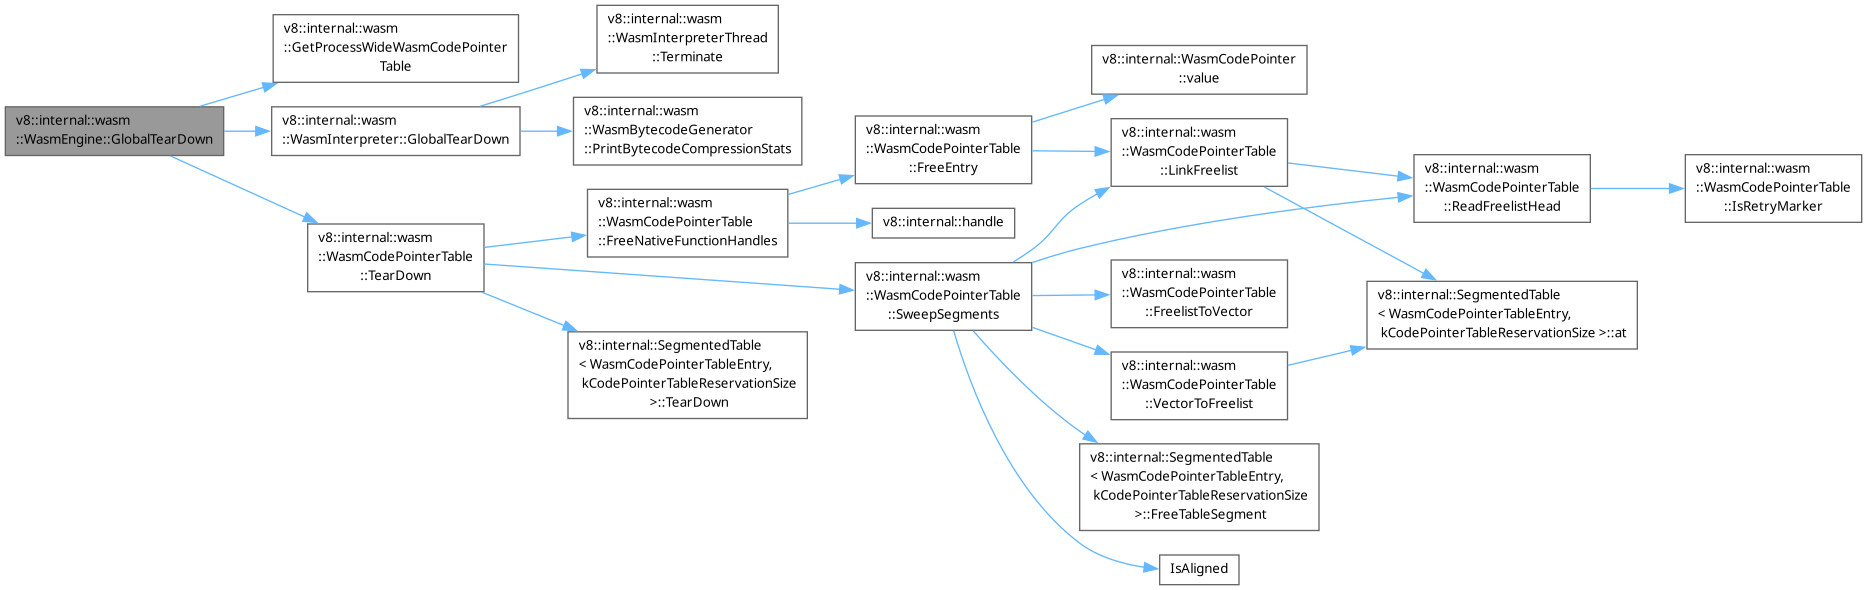 v8::internal::wasm
::WasmEngine::GlobalTearDown
v8::internal::wasm
::GetProcessWideWasmCodePointer
Table
v8::internal::wasm
::WasmInterpreter::GlobalTearDown
v8::internal::wasm
::WasmCodePointerTable
::TearDown
v8::internal::wasm
::WasmInterpreterThread
::Terminate
v8::internal::wasm
::WasmBytecodeGenerator
::PrintBytecodeCompressionStats
v8::internal::wasm
::WasmCodePointerTable
::FreeNativeFunctionHandles
v8::internal::SegmentedTable
< WasmCodePointerTableEntry,
kCodePointerTableReservationSize
>::TearDown
v8::internal::wasm
::WasmCodePointerTable
::FreeEntry
v8::internal::handle
v8::internal::wasm
::WasmCodePointerTable
::SweepSegments
v8::internal::WasmCodePointer
::value
v8::internal::wasm
::WasmCodePointerTable
::LinkFreelist
v8::internal::wasm
::WasmCodePointerTable
::FreelistToVector
v8::internal::wasm
::WasmCodePointerTable
::VectorToFreelist
v8::internal::SegmentedTable
< WasmCodePointerTableEntry,
kCodePointerTableReservationSize
>::FreeTableSegment
IsAligned
v8::internal::wasm
::WasmCodePointerTable
::ReadFreelistHead
v8::internal::SegmentedTable
< WasmCodePointerTableEntry,
kCodePointerTableReservationSize >::at
v8::internal::wasm
::WasmCodePointerTable
::IsRetryMarker